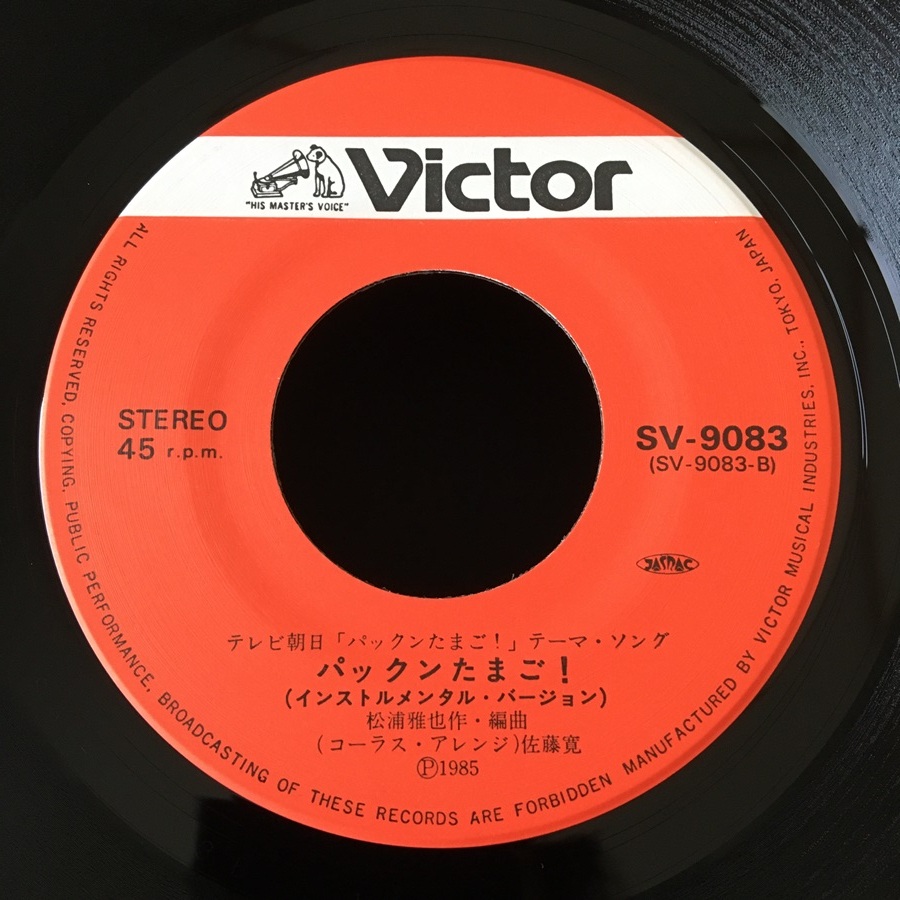 "HIS MASTER'S VOICE"
Victor
STEREO
45 r.p.m.
SV-9083
(SV-9083-B)
JASRAC
テレビ朝日「パックンたまご!」テーマ・ソング
パックンたまご!
(インストルメンタル・バージョン)
松浦雅也作・編曲
(コーラス・アレンジ)佐藤寛
Ⓟ1985
ALL RIGHTS RESERVED, COPYING, PUBLIC PERFORMANCE, BROADCASTING OF THESE RECORDS ARE FORBIDDEN MANUFACTURED BY VICTOR MUSICAL INDUSTRIES, INC., TOKYO, JAPAN